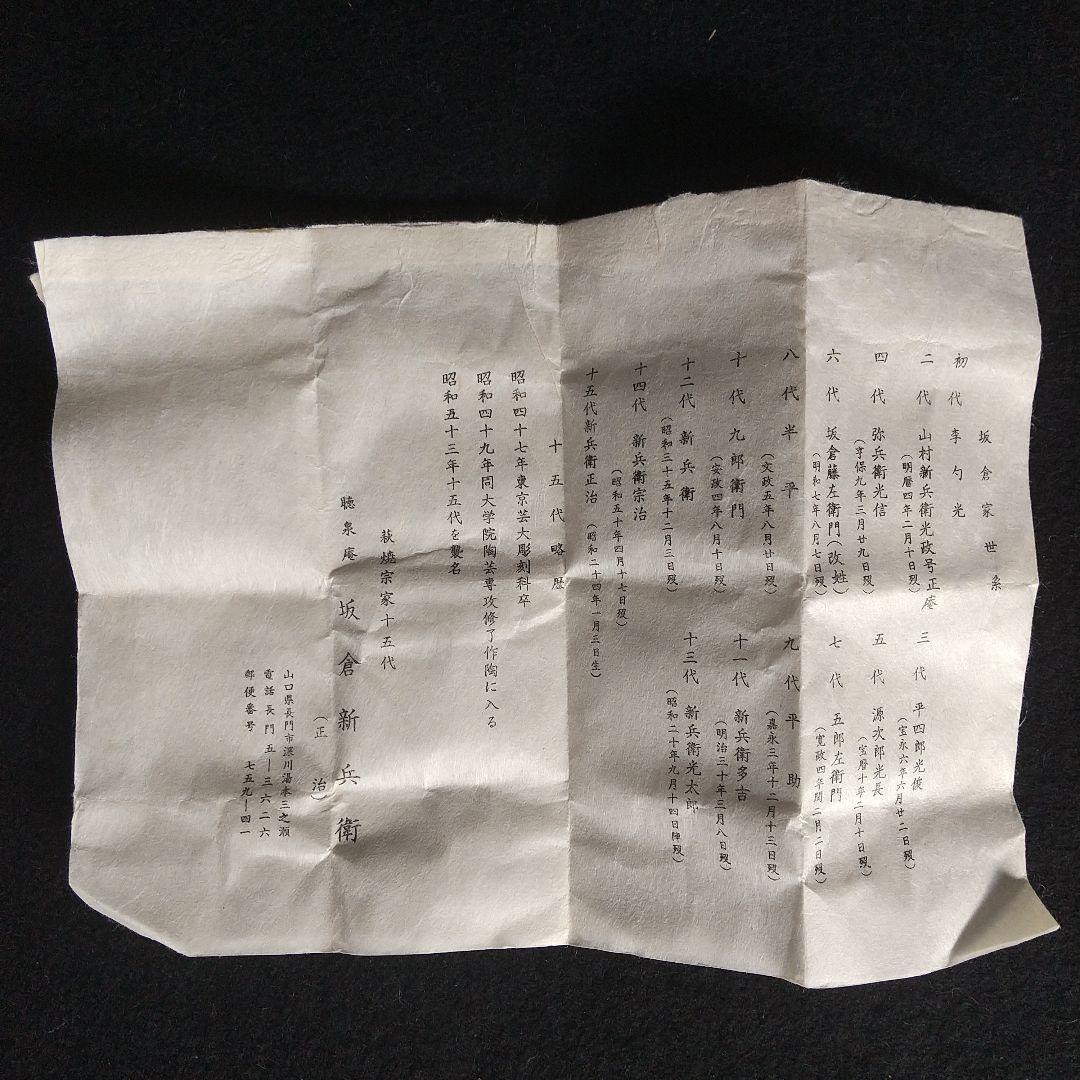 坂倉家世系
初代 李勺光
二代 山村新兵衛光政号正庵
（明暦四年二月十日歿）
三代 平四郎光俊
（宝永六年六月廿二日歿）
四代 弥兵衛光信
（享保九年三月廿九日歿）
五代 源次郎光長
（宝暦十年二月十日歿）
六代 坂倉藤左衛門（改姓）
（明和七年八月七日歿）
七代 五郎左衛門
（寛政四年閏二月二日歿）
八代 半平
（文政五年八月廿日歿）
九代 平助
（嘉永三年十二月十三日歿）
十代 九郎衛門
（安政四年八月十日歿）
十一代 新兵衛多吉
（明治三十年三月八日歿）
十二代 新兵衛
（昭和三十五年十二月三日歿）
十三代 新兵衛光太郎
（昭和二十年九月十四日陣歿）
十四代 新兵衛宗治
（昭和五十年四月十七日歿）
十五代新兵衛正治（昭和二十四年一月三日生）
十五代略歴
昭和四十七年東京芸大彫刻科卒
昭和四十九年同大学院陶芸専攻修了作陶に入る
昭和五十三年十五代を襲名
萩焼宗家十五代
聴泉庵 坂倉新兵衛
（正治）
山口県長門市深川湯本三之瀬
電話長門五－三六二六
郵便番号 七五九－四一